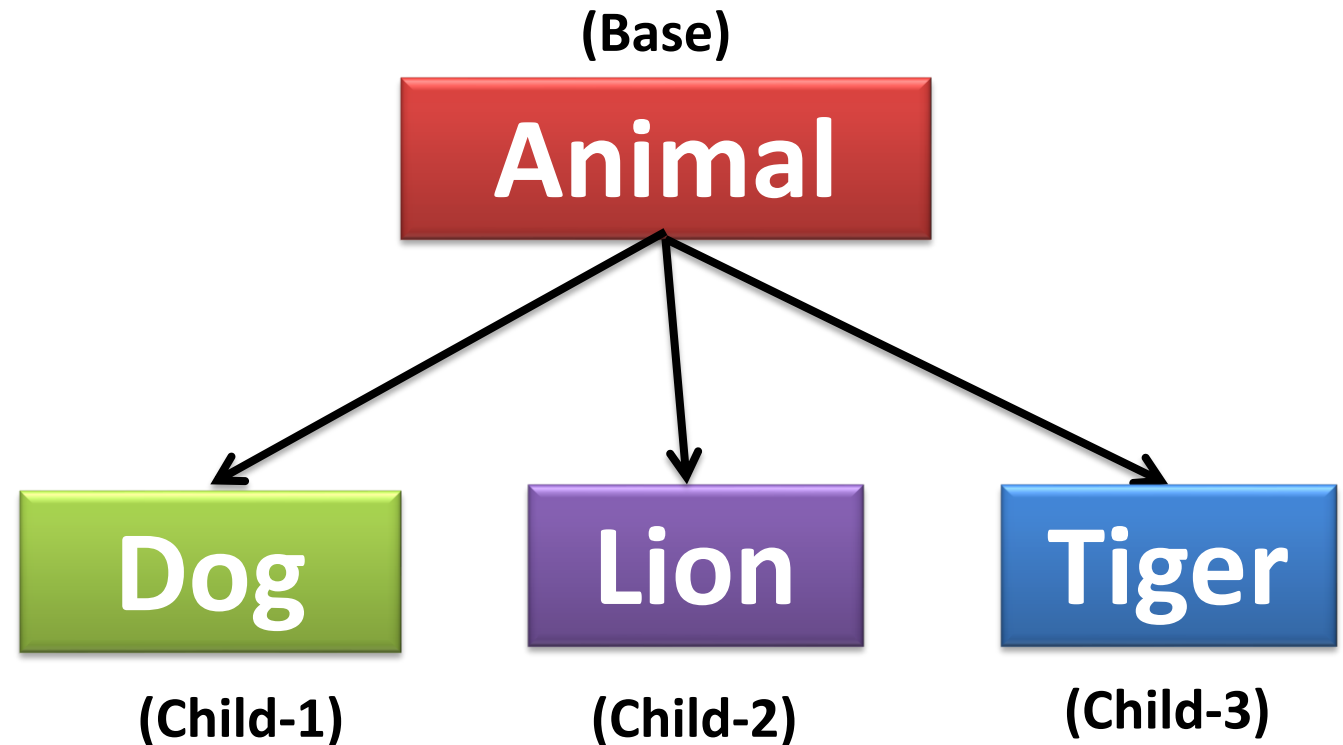 (Base)
Animal
Dog
Lion
Tiger
(Child-1)
(Child-2)
(Child-3)